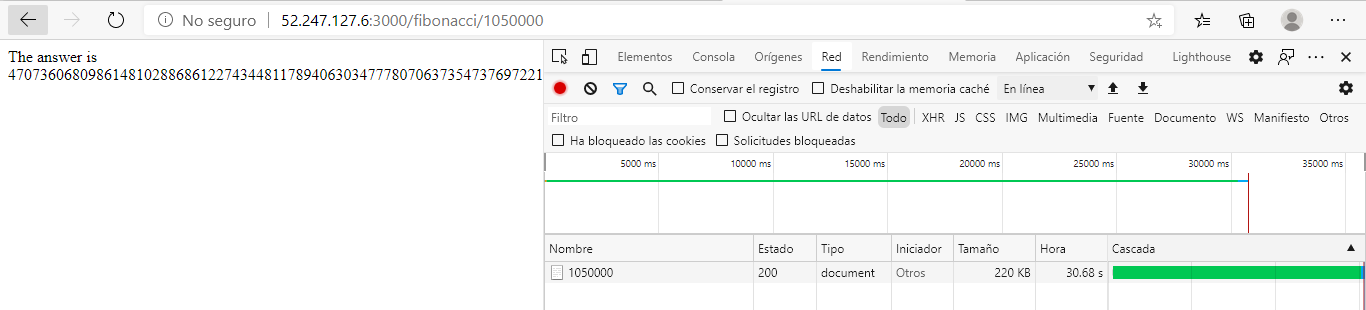 No seguro 52.247.127.6:3000/fibonacci/1050000
The answer is
4707360680986148102886861227434481178940630347778070637354737697221
Elementos Consola Orígenes Red Rendimiento Memoria Aplicación Seguridad Lighthouse
Conservar el registro Deshabilitar la memoria caché En línea
Filtro Ocultar las URL de datos Todo XHR JS CSS IMG Multimedia Fuente Documento WS Manifiesto Otros
Ha bloqueado las cookies Solicitudes bloqueadas
5000 ms 10000 ms 15000 ms 20000 ms 25000 ms 30000 ms 35000 ms
Nombre Estado Tipo Iniciador Tamaño Hora Cascada
1050000 200 document Otros 220 KB 30.68 s